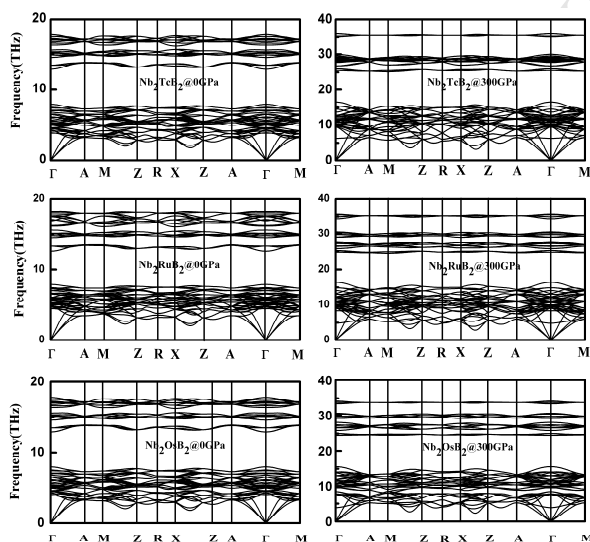 20
40
Frequency(THz)
30
10
Nb2TcB2@0GPa
20
Nb2TcB2@300GPa
10
0
0
Γ A M Z R X Z A Γ M
Γ A M Z R X Z A Γ M
20
40
Frequency(THz)
30
10
Nb2RuB2@0GPa
20
Nb2RuB2@300GPa
10
0
0
Γ A M Z R X Z A Γ M
Γ A M Z R X Z A Γ M
20
40
Frequency(THz)
30
10
Nb2OsB2@0GPa
20
Nb2OsB2@300GPa
10
0
0
Γ A M Z R X Z A Γ M
Γ A M Z R X Z A Γ M